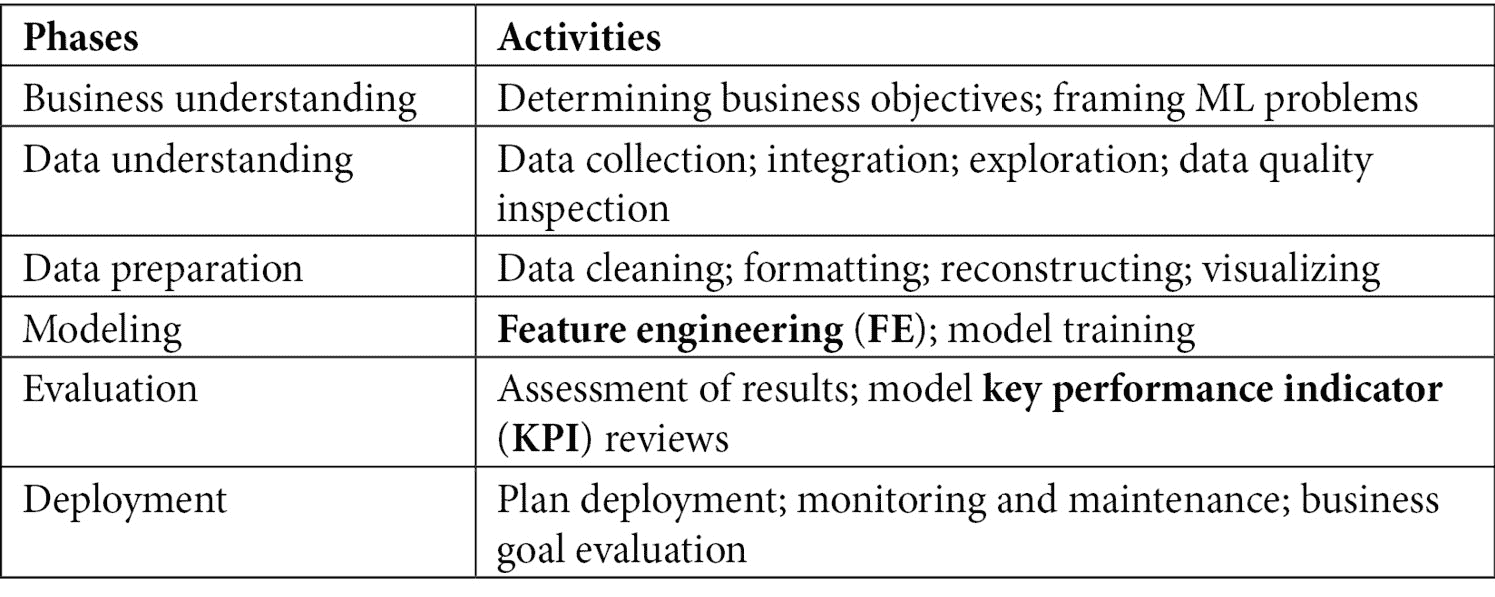 Phases Activities
Business understanding Determining business objectives; framing ML problems
Data understanding Data collection; integration; exploration; data quality
inspection
Data preparation Data cleaning; formatting; reconstructing; visualizing
Modeling Feature engineering (FE); model training
Evaluation Assessment of results; model key performance indicator
(KPI) reviews
Deployment Plan deployment; monitoring and maintenance; business
goal evaluation